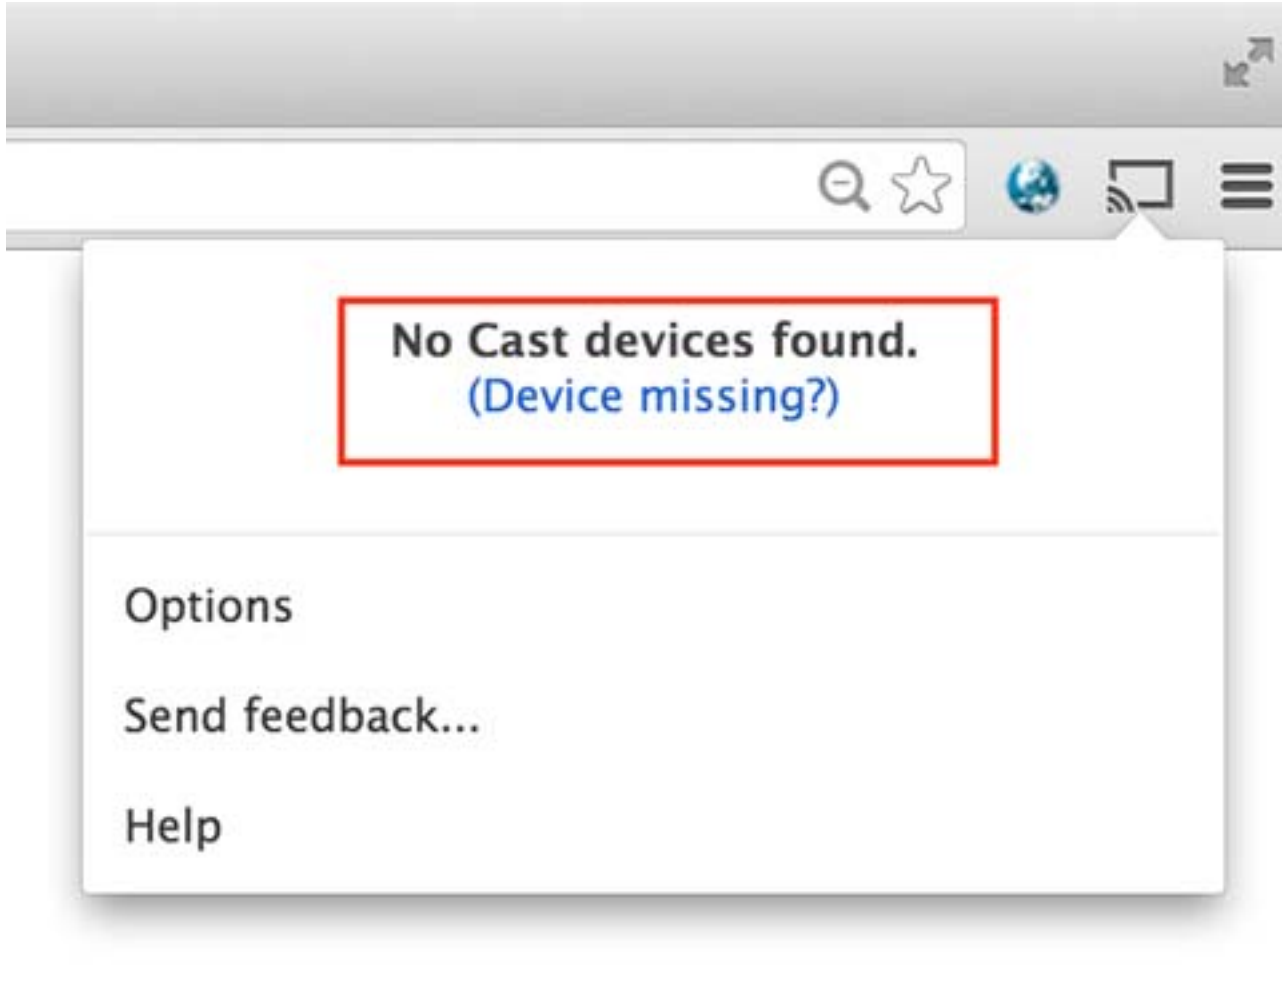 No Cast devices found.
(Device missing?)
Options
Send feedback...
Help